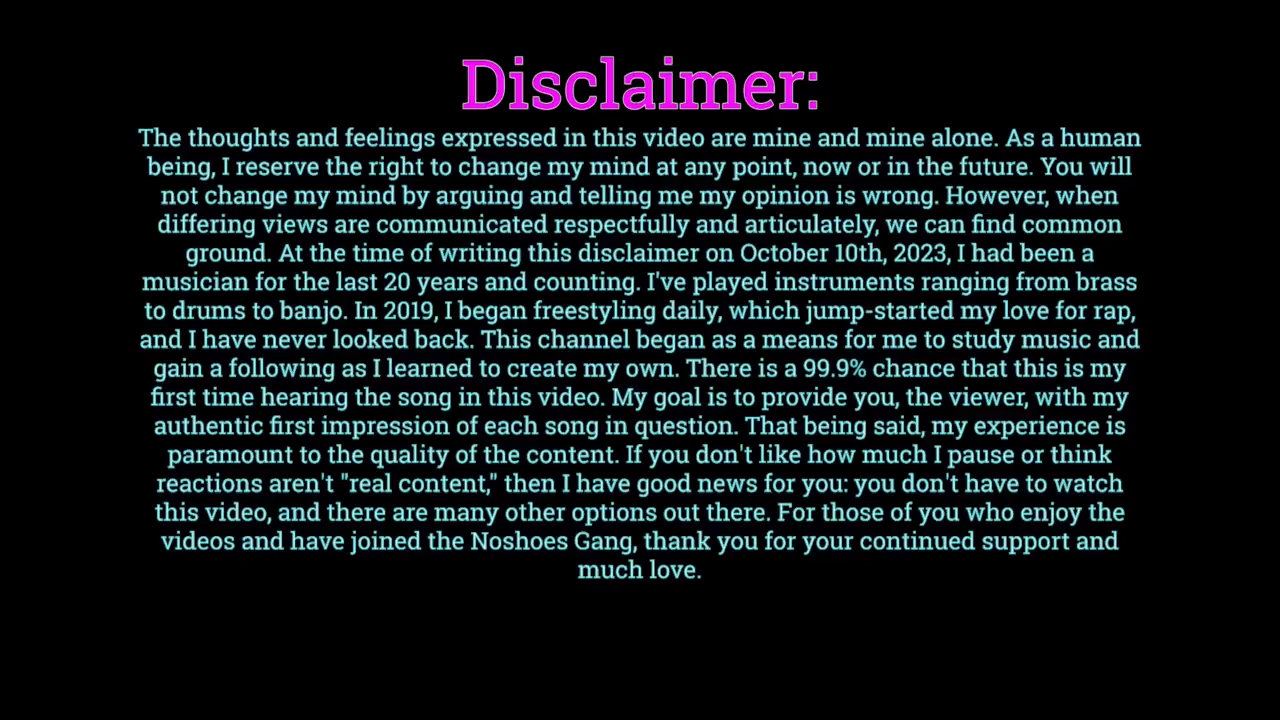 Disclaimer:
The thoughts and feelings expressed in this video are mine and mine alone. As a human
being, I reserve the right to change my mind at any point, now or in the future. You will
not change my mind by arguing and telling me my opinion is wrong. However, when
differing views are communicated respectfully and articulately, we can find common
ground. At the time of writing this disclaimer on October 10th, 2023, I had been a
musician for the last 20 years and counting. I've played instruments ranging from brass
to drums to banjo. In 2019, I began freestyling daily, which jump-started my love for rap,
and I have never looked back. This channel began as a means for me to study music and
gain a following as I learned to create my own. There is a 99.9% chance that this is my
first time hearing the song in this video. My goal is to provide you, the viewer, with my
authentic first impression of each song in question. That being said, my experience is
paramount to the quality of the content. If you don't like how much I pause or think
reactions aren't "real content," then I have good news for you: you don't have to watch
this video, and there are many other options out there. For those of you who enjoy the
videos and have joined the Noshoes Gang, thank you for your continued support and
much love.